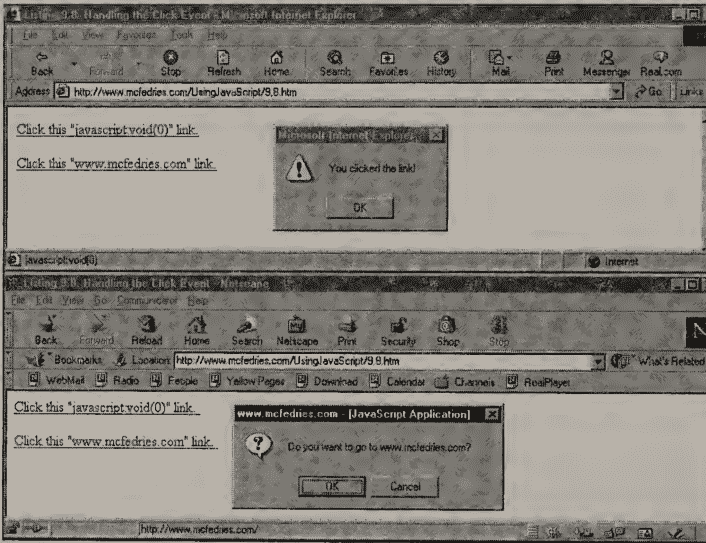 Listing 9.8. Handling the Click Event - Microsoft Internet Explorer
File Edit View Favorites Tools Help
Back Forward Stop Refresh Home Search Favorites History Mail Print Messenger Real.com
Address http://www.mcfedries.com/UsingJavaScript/9.8.htm Go Links
Click this "javascript:void(0)" link.
Click this "www.mcfedries.com" link.
Microsoft Internet Explorer
You clicked the link!
OK
javascript:void(0) Internet
Listing 9.8. Handling the Click Event - Netscape
File Edit View Go Communicator Help
Back Forward Reload Home Search Netscape Print Security Shop Stop N
Bookmarks Location http://www.mcfedries.com/UsingJavaScript/9.8.htm What's Related
WebMail Radio People Yellow Pages Download Calendar Channels RealPlayer
Click this "javascript:void(0)" link.
Click this "www.mcfedries.com" link.
www.mcfedries.com - [JavaScript Application]
Do you want to go to www.mcfedries.com?
OK Cancel
http://www.mcfedries.com/